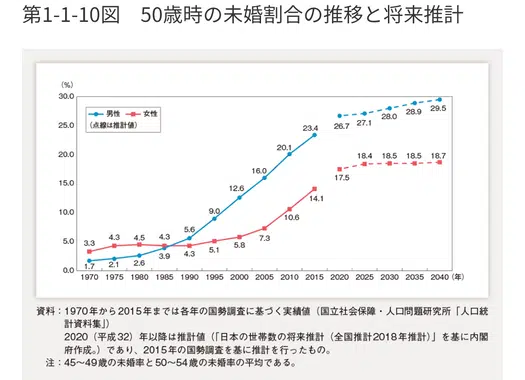 第1-1-10図　50歳時の未婚割合の推移と将来推計
（%）
30.0
25.0
20.0
15.0
10.0
5.0
0.0
男性　女性
（点線は推計値）
1.7 2.1 2.6 3.9 5.6 9.0 12.6 16.0 20.1 23.4 26.7 27.1 28.0 28.9 29.5
3.3 4.3 4.5 4.3 4.3 5.1 5.8 7.3 10.6 14.1 17.5 18.4 18.5 18.5 18.7
1970 1975 1980 1985 1990 1995 2000 2005 2010 2015 2020 2025 2030 2035 2040（年）
資料：1970年から2015年までは各年の国勢調査に基づく実績値（国立社会保障・人口問題研究所「人口統
計資料集」）
2020（平成32）年以降は推計値（「日本の世帯数の将来推計（全国推計2018年推計）」を基に内閣
府作成。）であり、2015年の国勢調査を基に推計を行ったもの。
注：45～49歳の未婚率と50～54歳の未婚率の平均である。